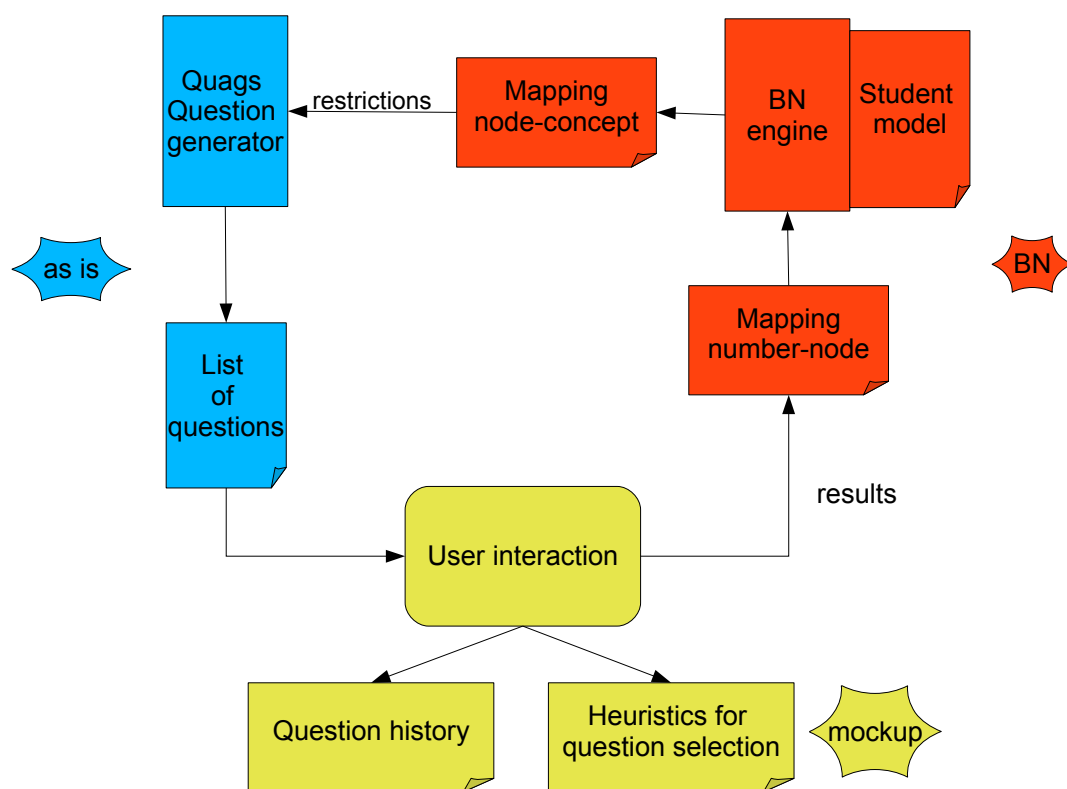 Quags
Question
generator
restrictions
Mapping
node-concept
BN
engine
Student
model
as is
BN
List
of
questions
Mapping
number-node
results
User interaction
Question history
Heuristics for
question selection
mockup